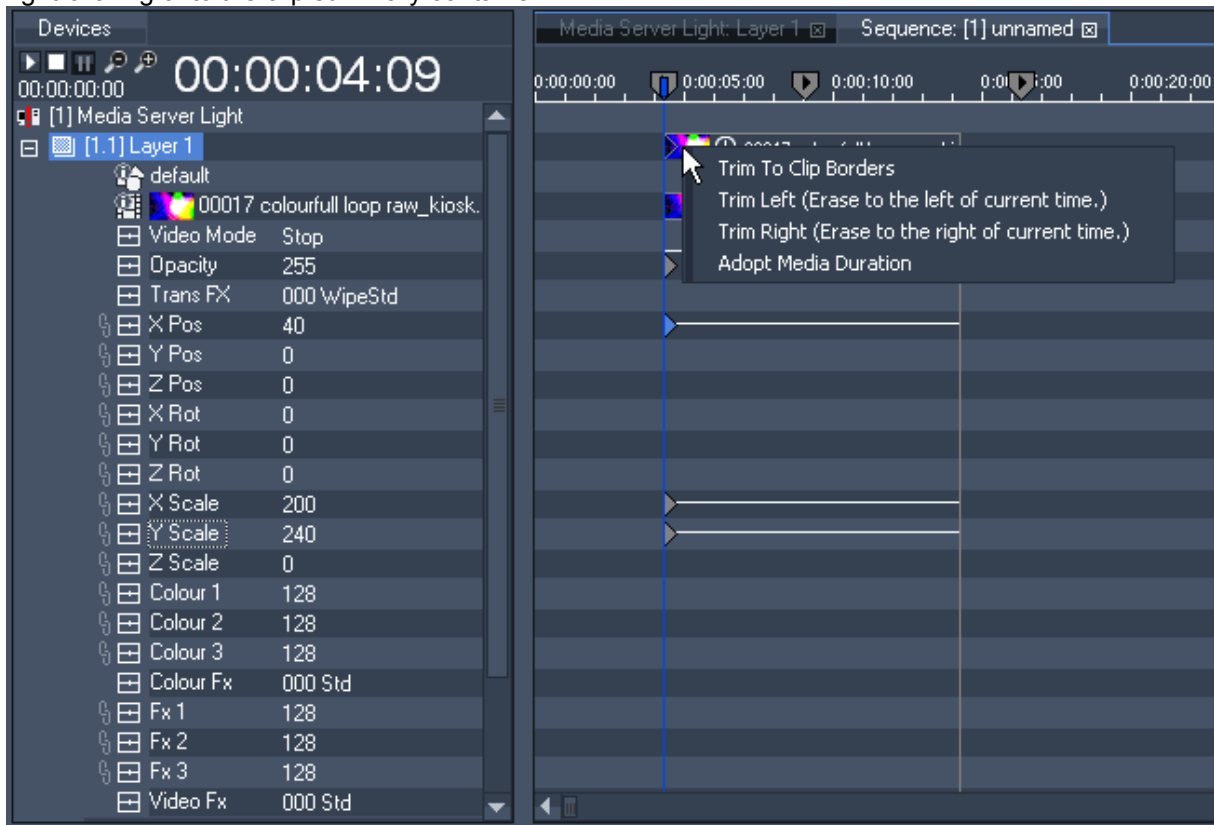 Devices
Media Server Light: Layer 1
Sequence: [1] unnamed
00:00:00:00
00:00:04:09
0:00:00:00
0:00:05:00
0:00:10:00
:00
0:00:20:00
[1] Media Server Light
[1.1] Layer 1
default
00017 colourfull loop raw_kiosk.
Video Mode Stop
Opacity 255
Trans FX 000 WipeStd
X Pos 40
Y Pos 0
Z Pos 0
X Rot 0
Y Rot 0
Z Rot 0
X Scale 200
Y Scale 240
Z Scale 0
Colour 1 128
Colour 2 128
Colour 3 128
Colour Fx 000 Std
Fx 1 128
Fx 2 128
Fx 3 128
Video Fx 000 Std
Trim To Clip Borders
Trim Left (Erase to the left of current time.)
Trim Right (Erase to the right of current time.)
Adopt Media Duration